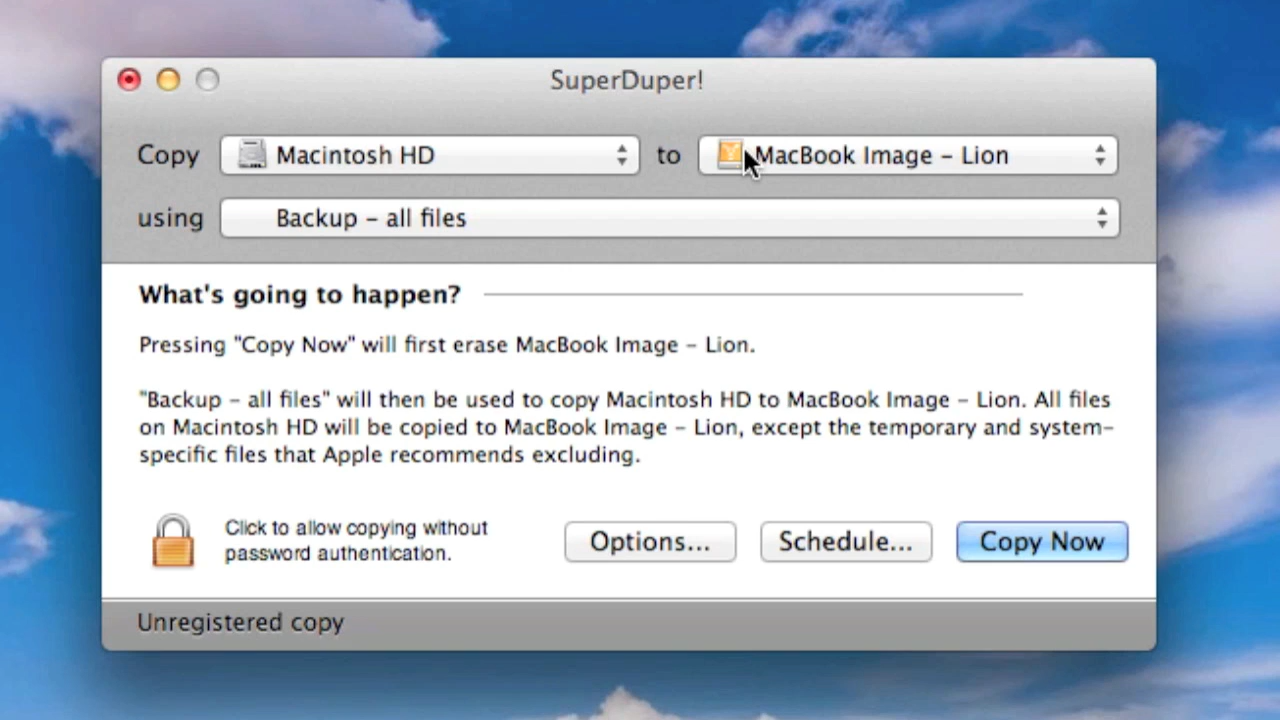 SuperDuper!
Copy Macintosh HD to MacBook Image – Lion
using Backup – all files
What's going to happen?
Pressing "Copy Now" will first erase MacBook Image – Lion.
"Backup – all files" will then be used to copy Macintosh HD to MacBook Image – Lion. All files
on Macintosh HD will be copied to MacBook Image – Lion, except the temporary and system-
specific files that Apple recommends excluding.
Click to allow copying without
password authentication.
Options... Schedule... Copy Now
Unregistered copy